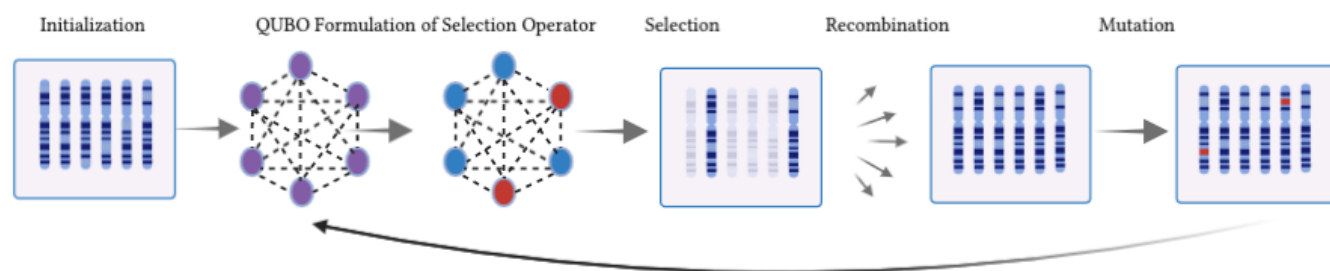 Initialization
QUBO Formulation of Selection Operator
Selection
Recombination
Mutation